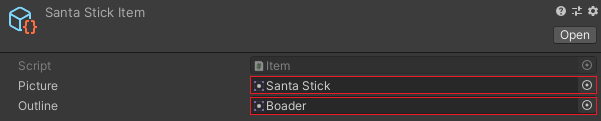 Santa Stick Item
Open
Script Item
Picture Santa Stick
Outline Boader